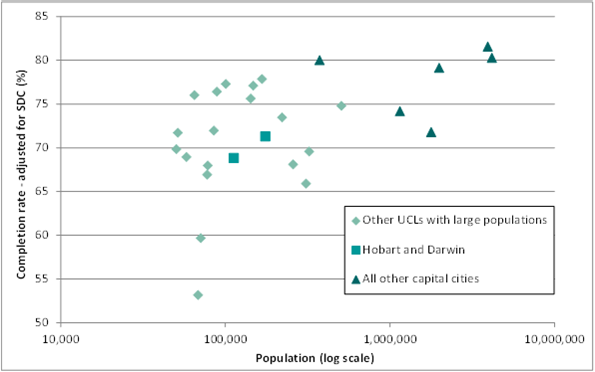 85
80
75
70
65
60
55
50
Completion rate - adjusted for SDC (%)
Other UCLs with large populations
Hobart and Darwin
All other capital cities
10,000
100,000
1,000,000
10,000,000
Population (log scale)